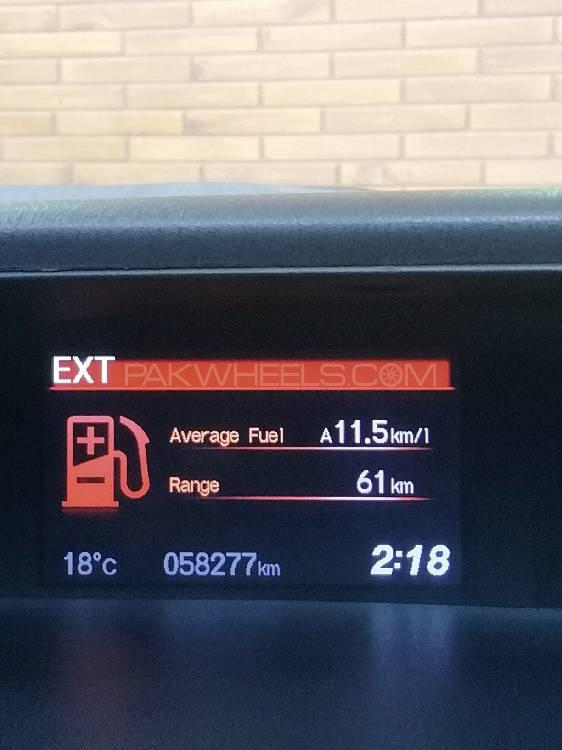 EXT PAKWHEELS.COM
Average Fuel A11.5km/l
Range 61km
18°C 058277km 2:18